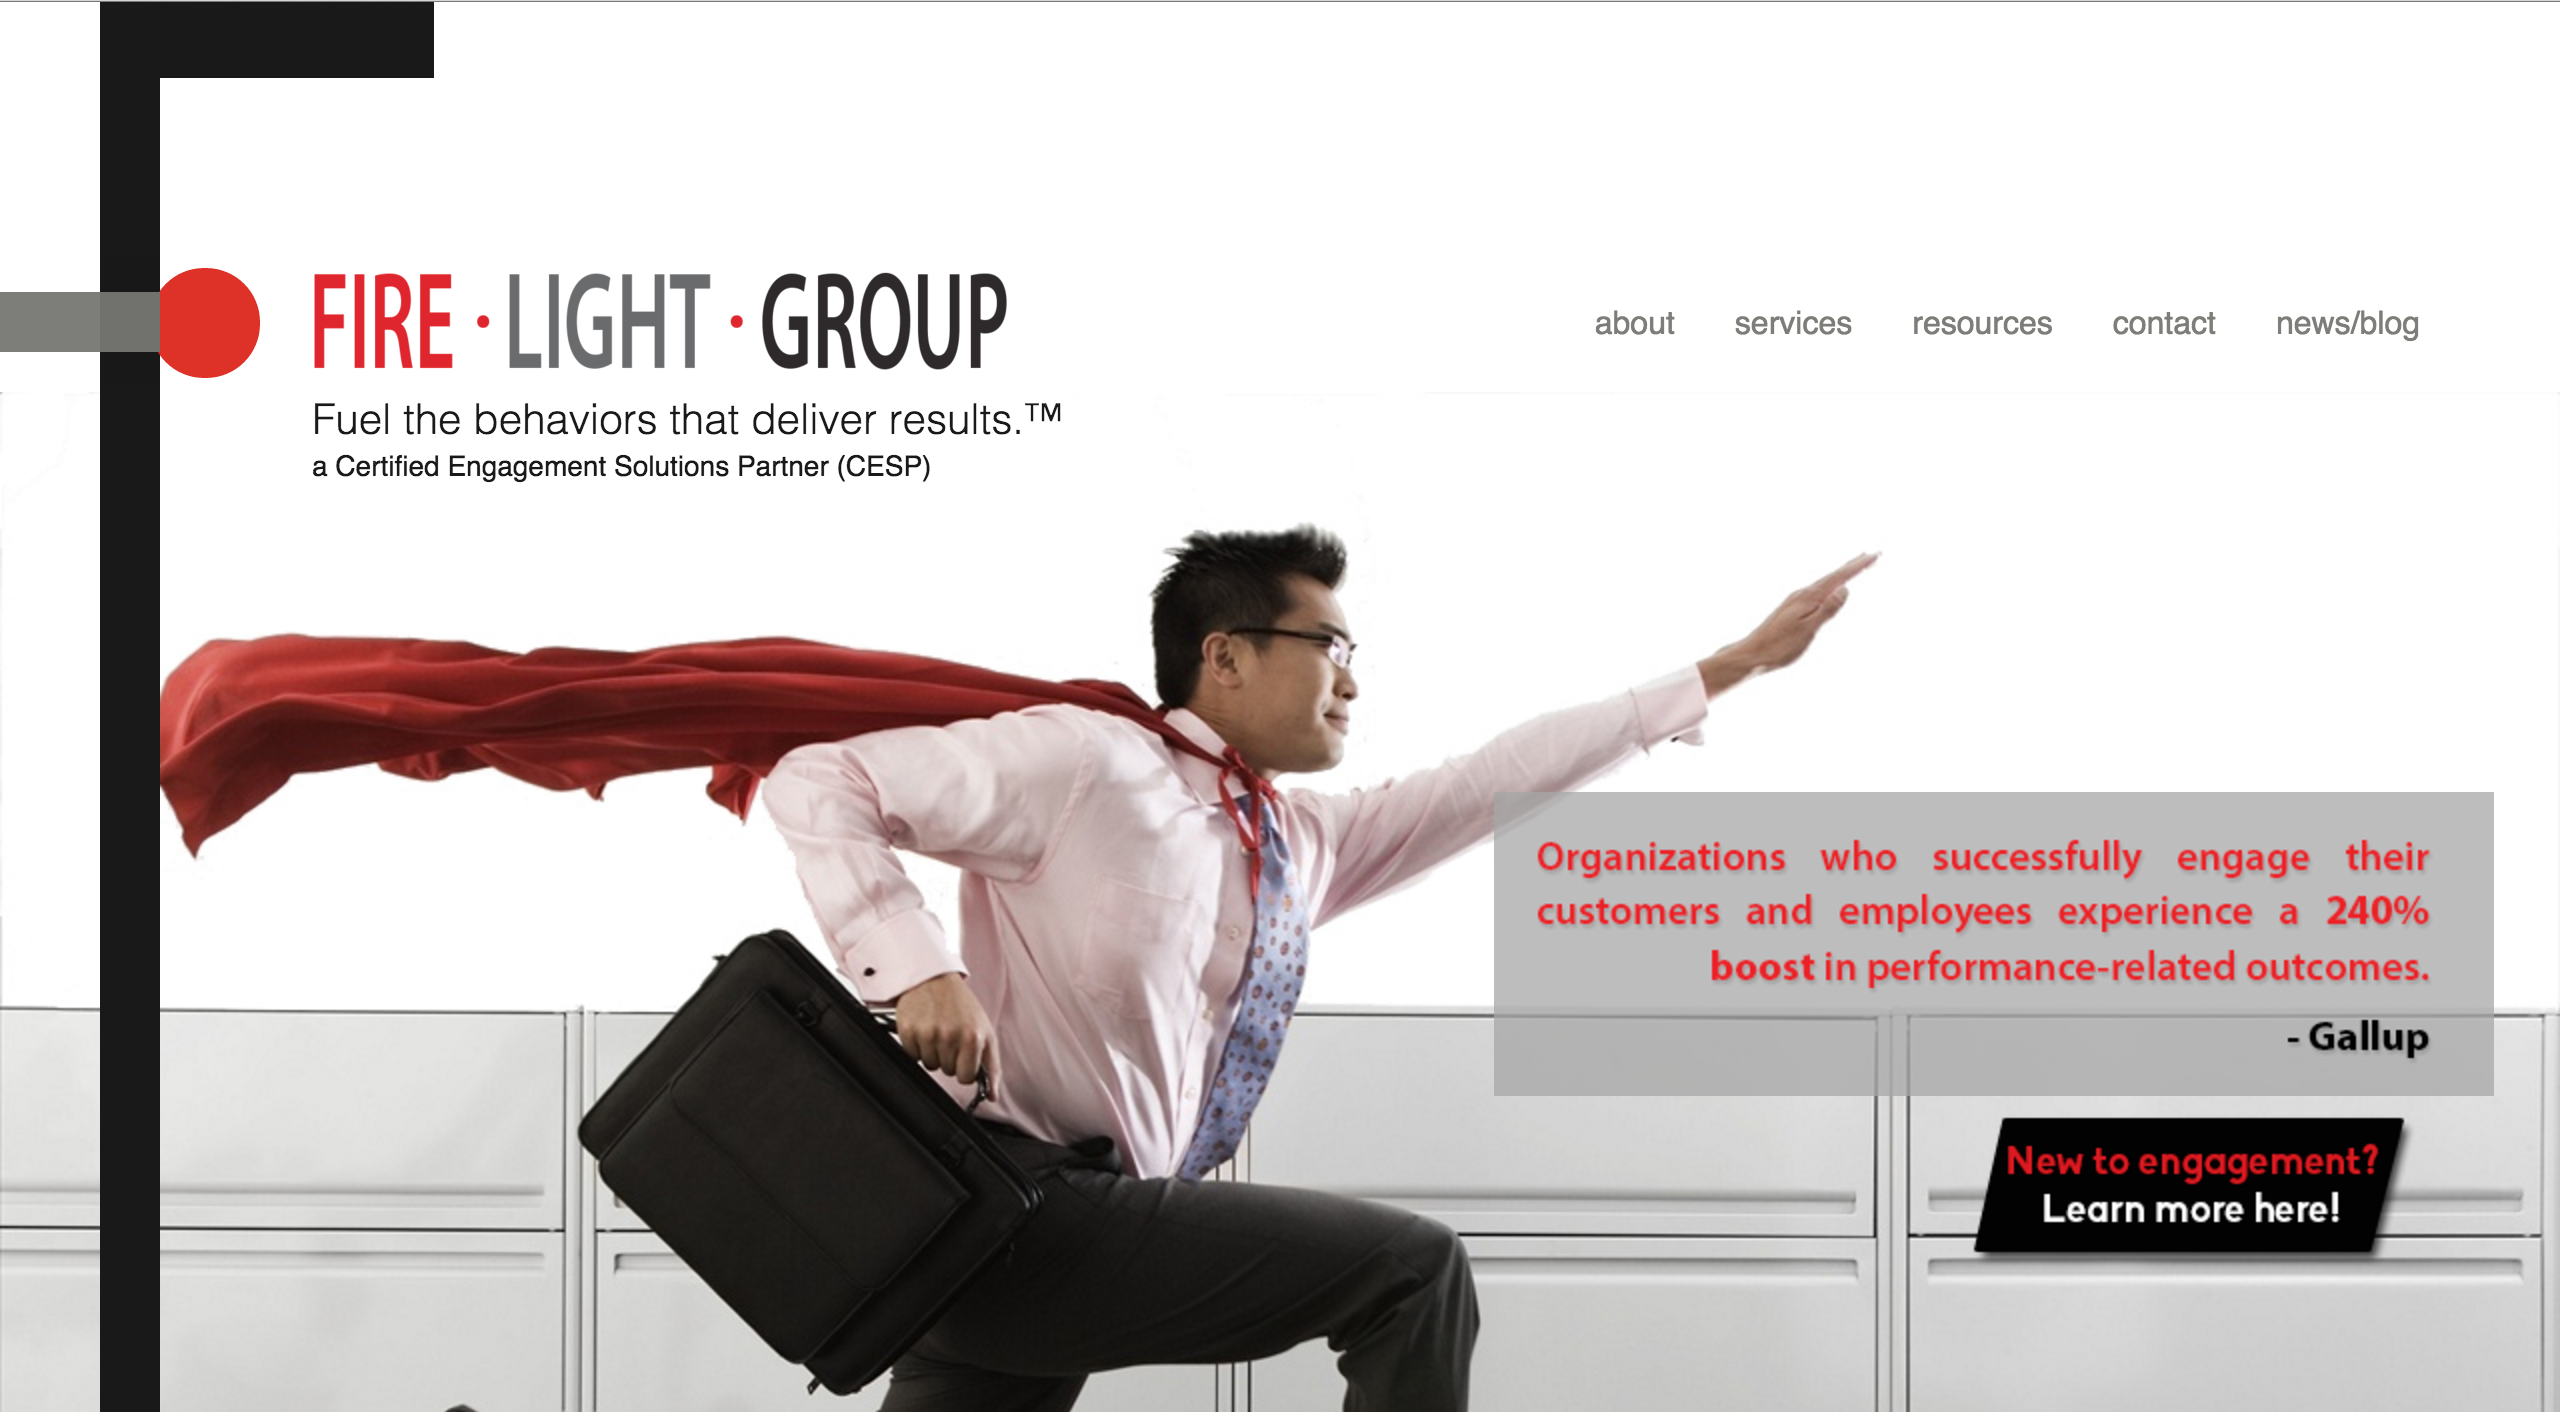 FIRE · LIGHT · GROUP
about services resources contact news/blog
Fuel the behaviors that deliver results.™
a Certified Engagement Solutions Partner (CESP)
Organizations who successfully engage their
customers and employees experience a 240%
boost in performance-related outcomes.
- Gallup
New to engagement?
Learn more here!